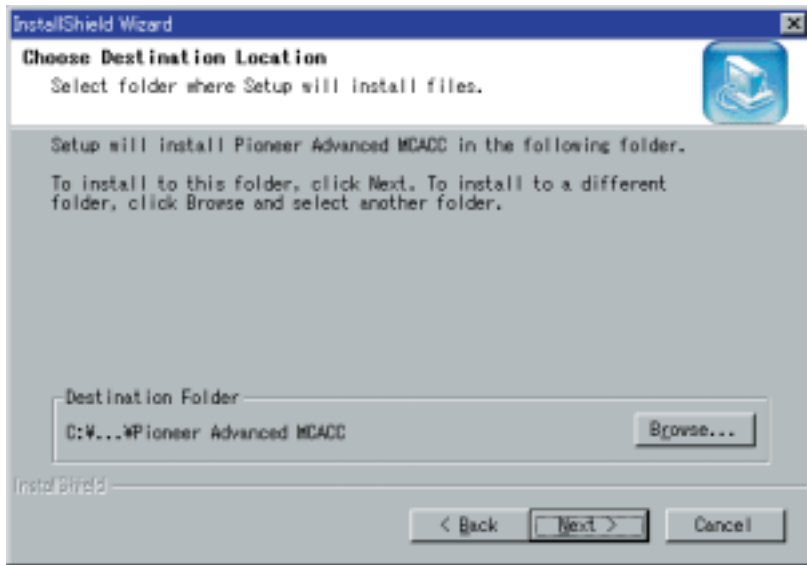 InstallShield Wizard
Choose Destination Location
Select folder where Setup will install files.
Setup will install Pioneer Advanced MCACC in the following folder.
To install to this folder, click Next. To install to a different
folder, click Browse and select another folder.
Destination Folder
C:¥...¥Pioneer Advanced MCACC
Browse...
InstallShield
< Back
Next >
Cancel